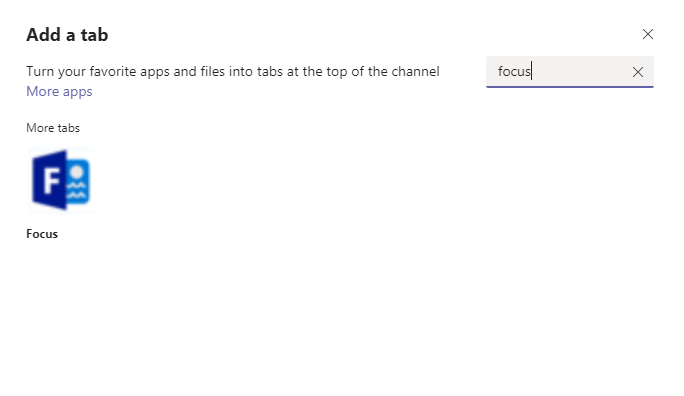 Add a tab
Turn your favorite apps and files into tabs at the top of the channel
focus
More apps
More tabs
F
Focus